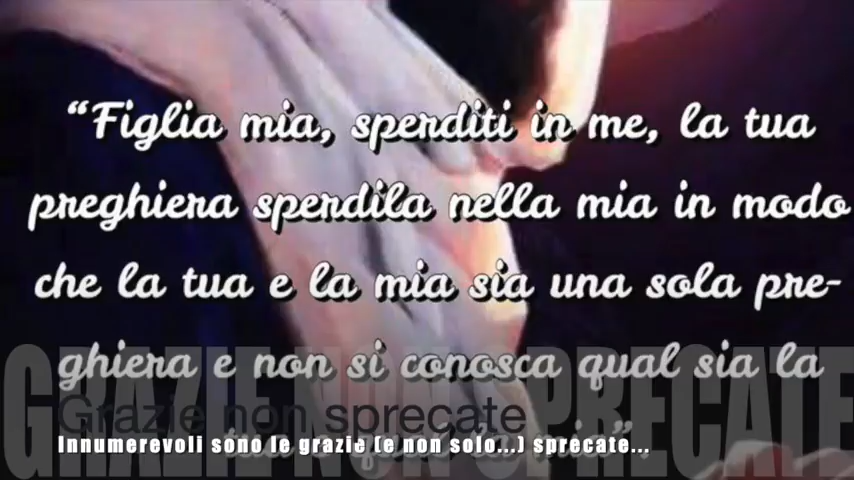 “Figlia mia, sperditi in me, la tua
preghiera sperdila nella mia in modo
che la tua e la mia sia una sola pre-
ghiera e non si conosca qual sia la
GRAZIE NON SPRECATE
Grazie non sprecate
Innumerevoli sono le grazie (e non solo...) sprecate...